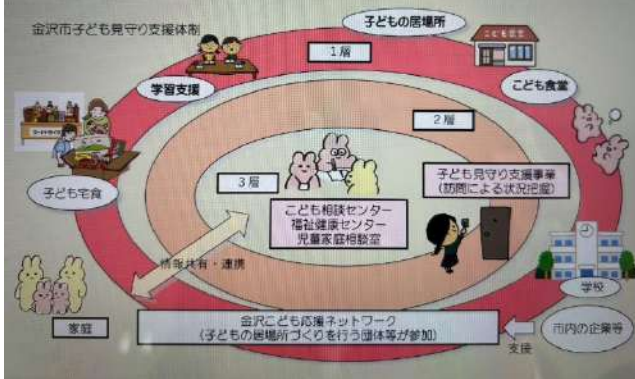 金沢市子ども見守り支援体制
子どもの居場所
1層
こども食堂
学習支援
こども食堂
2層
3層
子ども見守り支援事業
(訪問による状況把握)
子ども宅食
こども相談センター
福祉健康センター
児童家庭相談室
情報共有・連携
学校
家庭
金沢こども応援ネットワーク
(子どもの居場所づくりを行う団体等が参加)
市内の企業等
支援